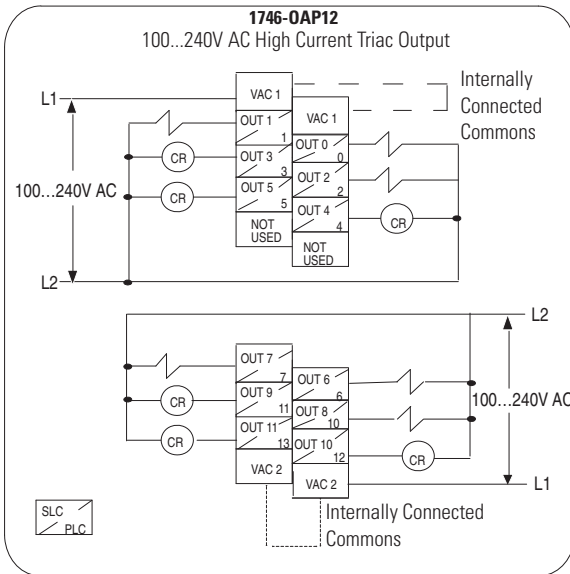 1746-OAP12
100...240V AC High Current Triac Output
Internally
Connected
Commons
L1
VAC 1
VAC 1
OUT 1
1
OUT 0
0
CR
OUT 3
3
OUT 2
2
100...240V AC
CR
OUT 5
5
OUT 4
4
CR
NOT
USED
NOT
USED
L2
L2
OUT 7
7
OUT 6
6
CR
OUT 9
11
OUT 8
10
100...240V AC
CR
OUT 11
13
OUT 10
12
CR
VAC 2
VAC 2
L1
SLC
PLC
Internally Connected
Commons